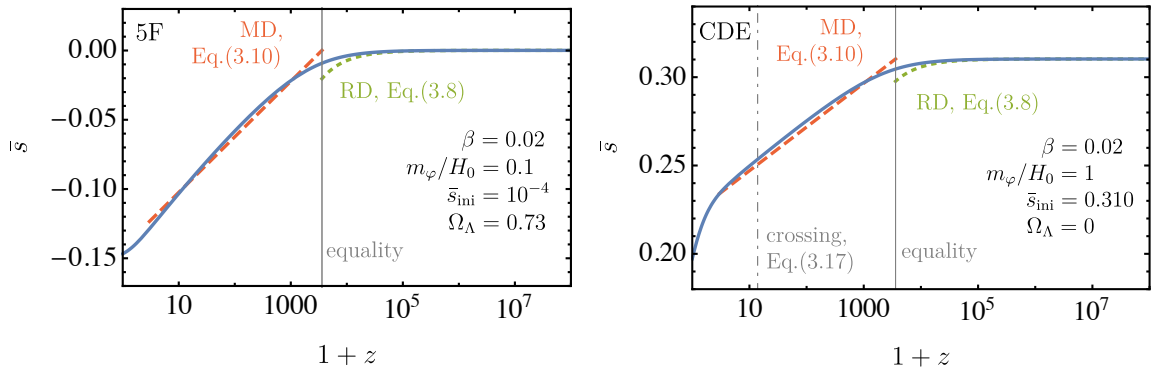 5F
MD,
Eq.(3.10)
RD, Eq.(3.8)
β = 0.02
m_φ/H_0 = 0.1
s̄_ini = 10^{-4}
Ω_Λ = 0.73
equality
0.00
−0.05
−0.10
−0.15
s̄
10 1000 10^5 10^7
1 + z
CDE
MD,
Eq.(3.10)
RD, Eq.(3.8)
β = 0.02
m_φ/H_0 = 1
s̄_ini = 0.310
Ω_Λ = 0
crossing,
Eq.(3.17)
equality
0.30
0.25
0.20
s̄
10 1000 10^5 10^7
1 + z